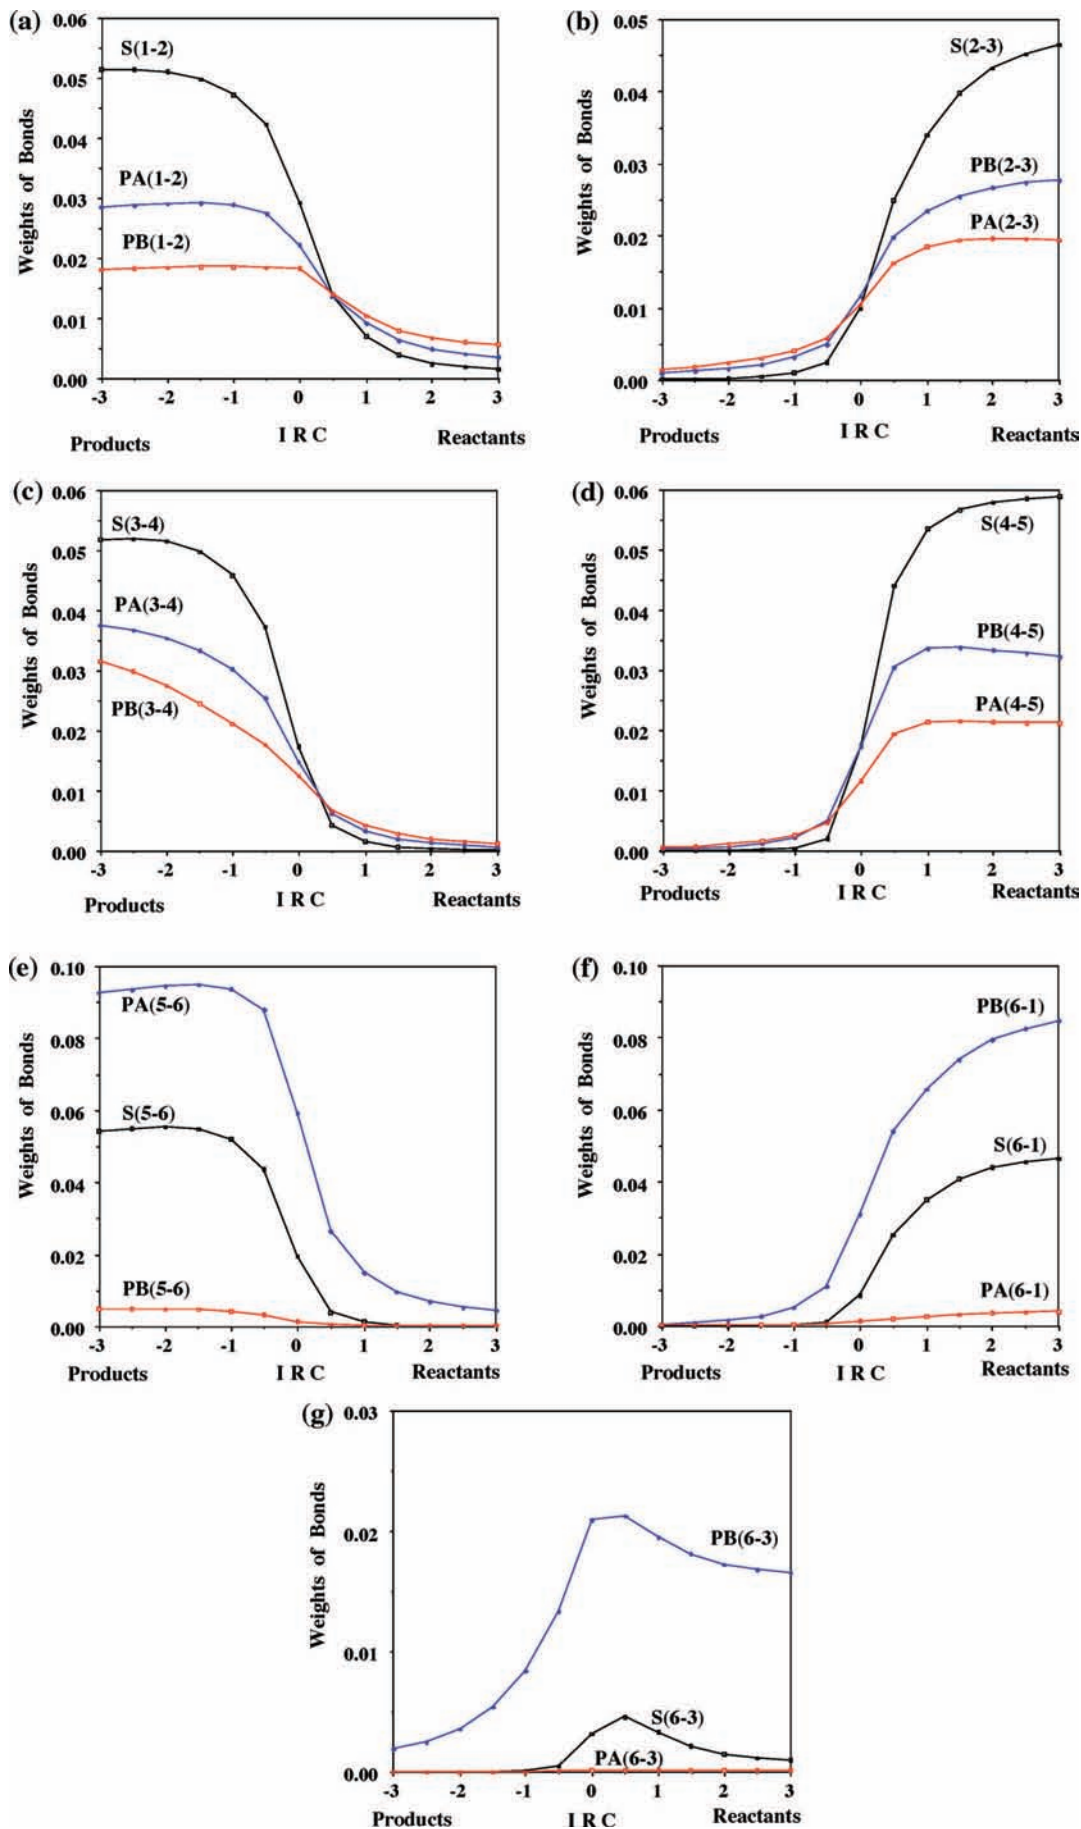 (a)
Weights of Bonds
0.06
0.05
0.04
0.03
0.02
0.01
0.00
S(1-2)
PA(1-2)
PB(1-2)
-3 -2 -1 0 1 2 3
Products I R C Reactants
(b)
Weights of Bonds
0.05
0.04
0.03
0.02
0.01
0.00
S(2-3)
PB(2-3)
PA(2-3)
-3 -2 -1 0 1 2 3
Products I R C Reactants
(c)
Weights of Bonds
0.06
0.05
0.04
0.03
0.02
0.01
0.00
S(3-4)
PA(3-4)
PB(3-4)
-3 -2 -1 0 1 2 3
Products I R C Reactants
(d)
Weights of Bonds
0.06
0.05
0.04
0.03
0.02
0.01
0.00
S(4-5)
PB(4-5)
PA(4-5)
-3 -2 -1 0 1 2 3
Products I R C Reactants
(e)
Weights of Bonds
0.10
0.08
0.06
0.04
0.02
0.00
PA(5-6)
S(5-6)
PB(5-6)
-3 -2 -1 0 1 2 3
Products I R C Reactants
(f)
Weights of Bonds
0.10
0.08
0.06
0.04
0.02
0.00
PB(6-1)
S(6-1)
PA(6-1)
-3 -2 -1 0 1 2 3
Products I R C Reactants
(g)
Weights of Bonds
0.03
0.02
0.01
0.00
PB(6-3)
S(6-3)
PA(6-3)
-3 -2 -1 0 1 2 3
Products I R C Reactants